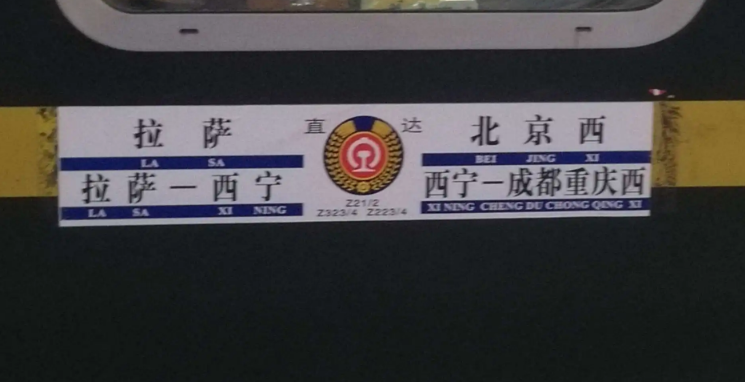 拉 萨 直 达 北 京 西
LA SA BEI JING XI
拉 萨 — 西 宁 西宁－成都重庆西
LA SA XI NING Z21/2 XI NING CHENG DU CHONG QING XI
Z323/4 Z223/4